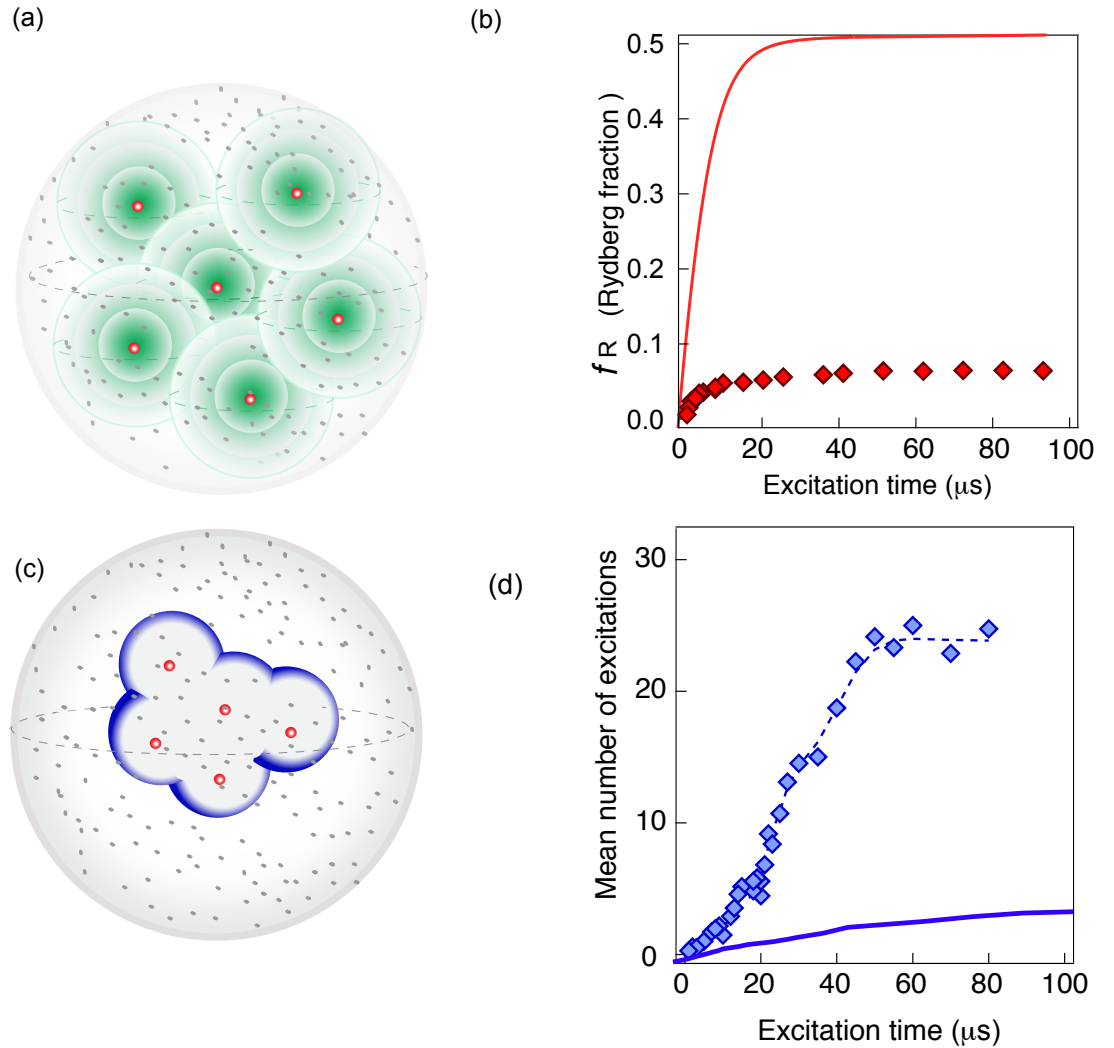 (a)
(b)
0.5
0.4
0.3
0.2
0.1
0.0
f R (Rydberg fraction )
0 20 40 60 80 100
Excitation time (μs)
(c)
(d)
30
20
10
0
Mean number of excitations
0 20 40 60 80 100
Excitation time (μs)